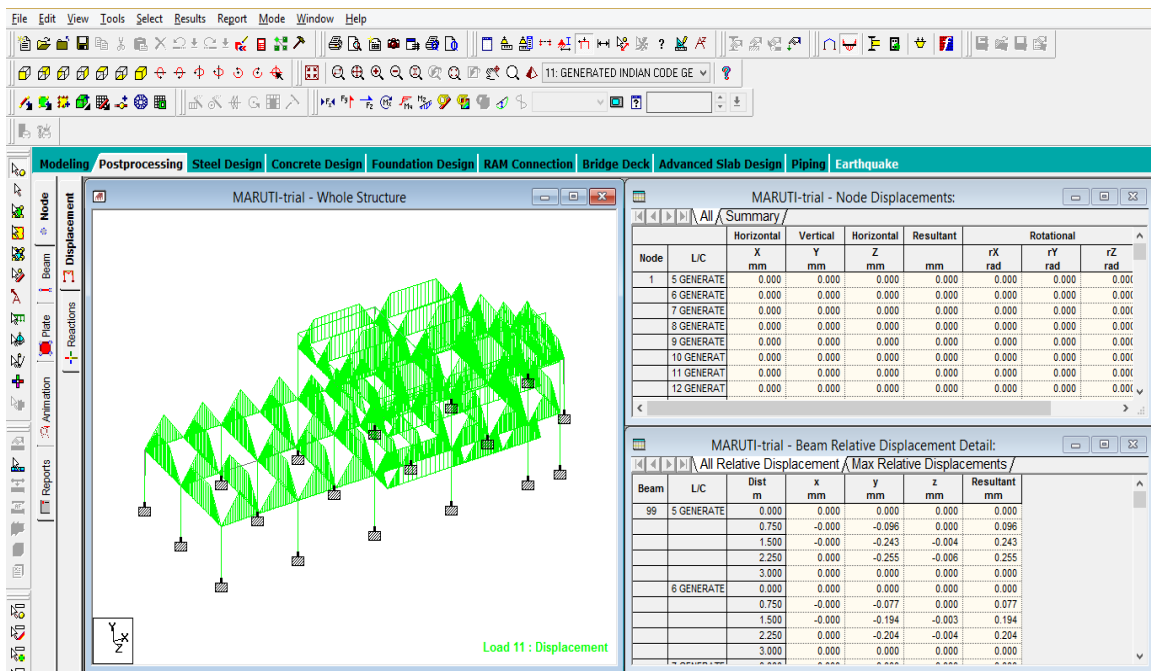 File Edit View Tools Select Results Report Mode Window Help
11: GENERATED INDIAN CODE GE
Modeling Postprocessing Steel Design Concrete Design Foundation Design RAM Connection Bridge Deck Advanced Slab Design Piping Earthquake
Node
Beam
Plate
Animation
Reports
Displacement
Reactions
MARUTI-trial - Whole Structure
Y
X
Z
Load 11 : Displacement
MARUTI-trial - Node Displacements:
All Summary
Horizontal Vertical Horizontal Resultant Rotational
Node L/C X mm Y mm Z mm mm rX rad rY rad rZ rad
1 5 GENERATE 0.000 0.000 0.000 0.000 0.000 0.000 0.000
6 GENERATE 0.000 0.000 0.000 0.000 0.000 0.000 0.000
7 GENERATE 0.000 0.000 0.000 0.000 0.000 0.000 0.000
8 GENERATE 0.000 0.000 0.000 0.000 0.000 0.000 0.000
9 GENERATE 0.000 0.000 0.000 0.000 0.000 0.000 0.000
10 GENERAT 0.000 0.000 0.000 0.000 0.000 0.000 0.000
11 GENERAT 0.000 0.000 0.000 0.000 0.000 0.000 0.000
12 GENERAT 0.000 0.000 0.000 0.000 0.000 0.000 0.000
MARUTI-trial - Beam Relative Displacement Detail:
All Relative Displacement Max Relative Displacements
Beam L/C Dist m x mm y mm z mm Resultant mm
99 5 GENERATE 0.000 0.000 0.000 0.000 0.000
0.750 -0.000 -0.096 0.000 0.096
1.500 -0.000 -0.243 -0.004 0.243
2.250 0.000 -0.255 -0.006 0.255
3.000 0.000 0.000 0.000 0.000
6 GENERATE 0.000 0.000 0.000 0.000 0.000
0.750 -0.000 -0.077 0.000 0.077
1.500 -0.000 -0.194 -0.003 0.194
2.250 0.000 -0.204 -0.004 0.204
3.000 0.000 0.000 0.000 0.000